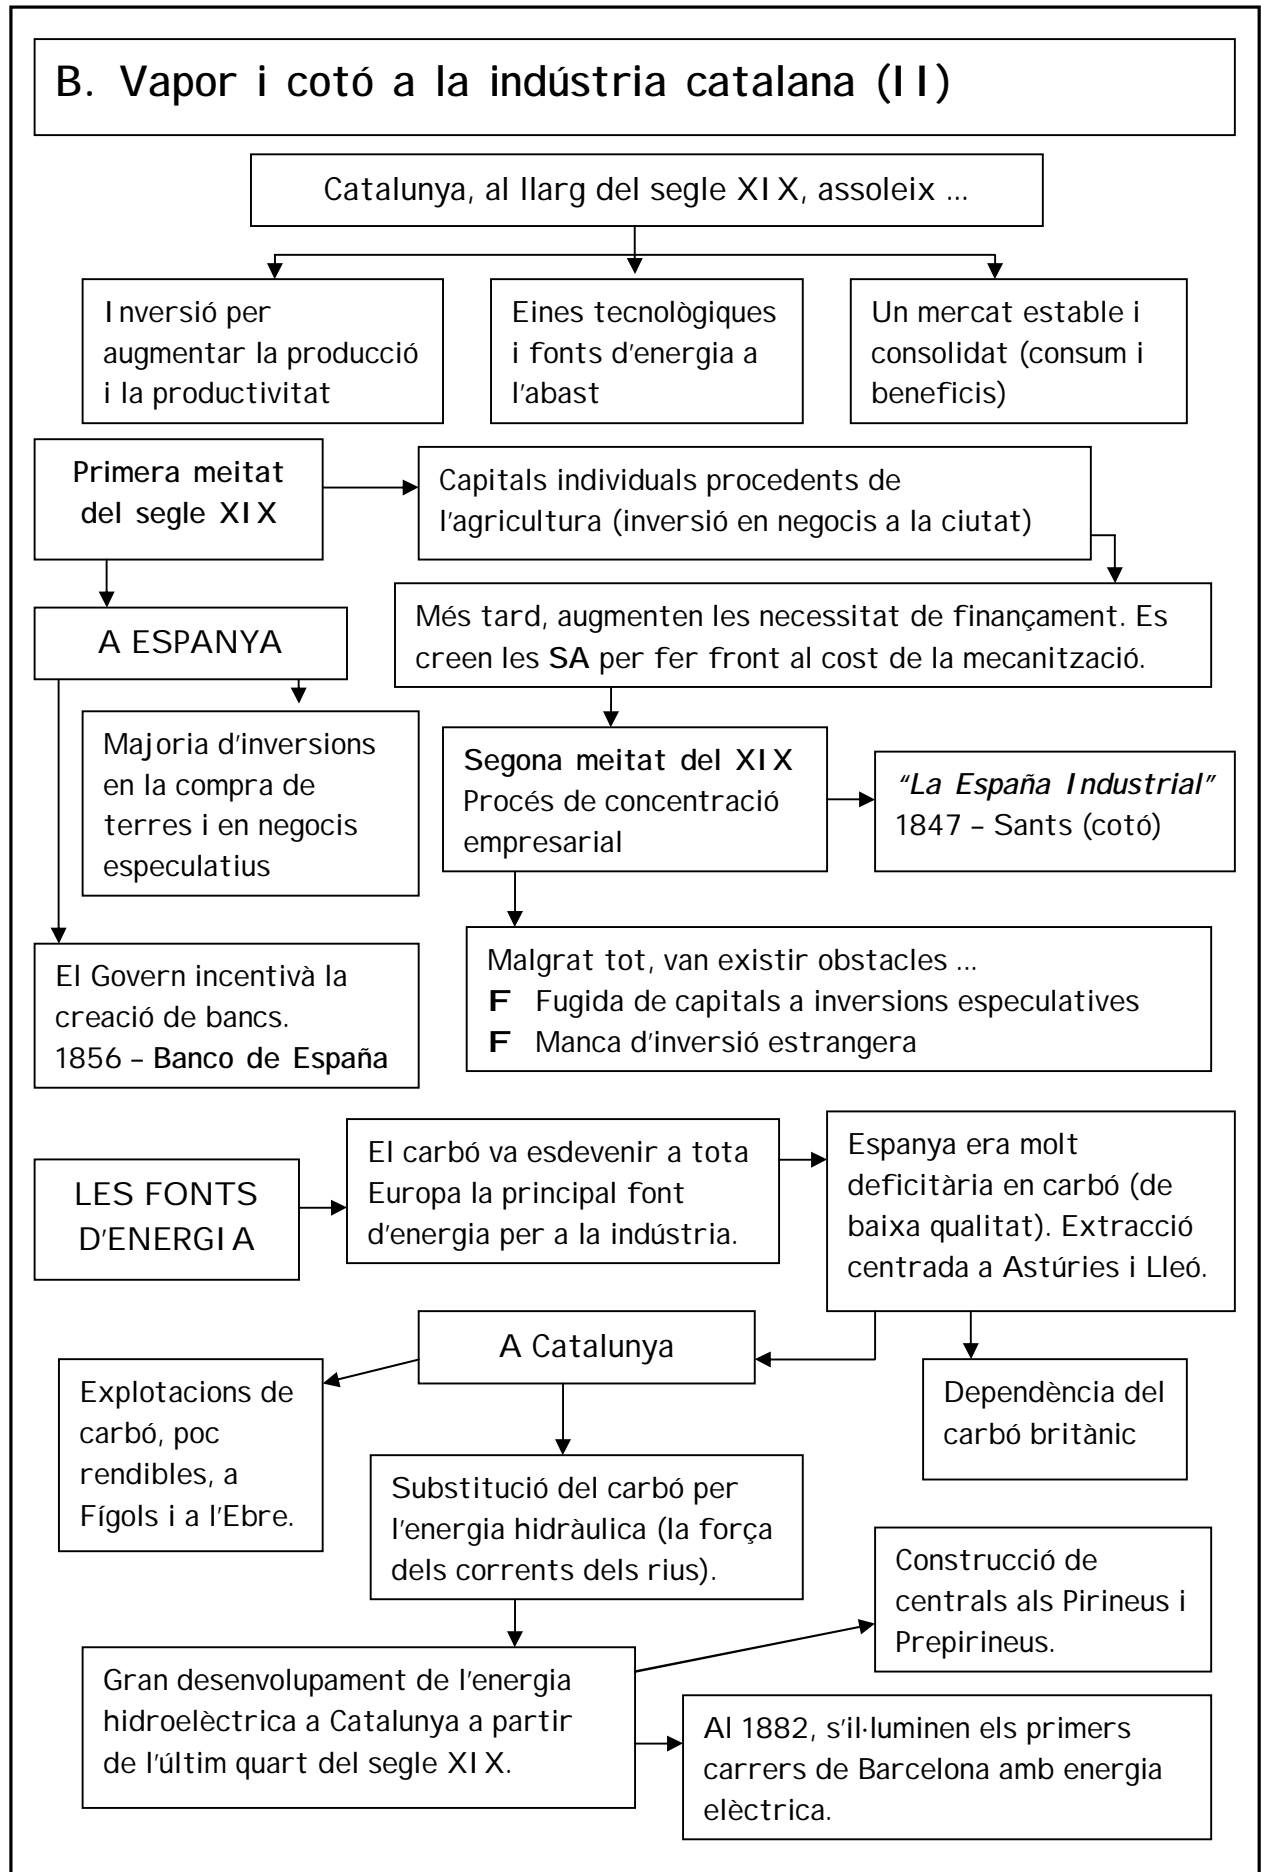 B. Vapor i cotó a la indústria catalana (II)
Catalunya, al llarg del segle XIX, assoleix ...
Inversió per
augmentar la producció
i la productivitat
Eines tecnològiques
i fonts d'energia a
l'abast
Un mercat estable i
consolidat (consum i
beneficis)
Primera meitat
del segle XIX
Capitals individuals procedents de
l'agricultura (inversió en negocis a la ciutat)
Més tard, augmenten les necessitat de finançament. Es
creen les SA per fer front al cost de la mecanització.
A ESPANYA
Majoria d'inversions
en la compra de
terres i en negocis
especulatius
Segona meitat del XIX
Procés de concentració
empresarial
“La España Industrial”
1847 – Sants (cotó)
El Govern incentivà la
creació de bancs.
1856 – Banco de España
Malgrat tot, van existir obstacles ...
F Fugida de capitals a inversions especulatives
F Manca d'inversió estrangera
LES FONTS
D'ENERGIA
El carbó va esdevenir a tota
Europa la principal font
d'energia per a la indústria.
Espanya era molt
deficitària en carbó (de
baixa qualitat). Extracció
centrada a Astúries i Lleó.
A Catalunya
Explotacions de
carbó, poc
rendibles, a
Fígols i a l'Ebre.
Dependència del
carbó britànic
Substitució del carbó per
l'energia hidràulica (la força
dels corrents dels rius).
Construcció de
centrals als Pirineus i
Prepirineus.
Gran desenvolupament de l'energia
hidroelèctrica a Catalunya a partir
de l'últim quart del segle XIX.
Al 1882, s'il·luminen els primers
carrers de Barcelona amb energia
elèctrica.